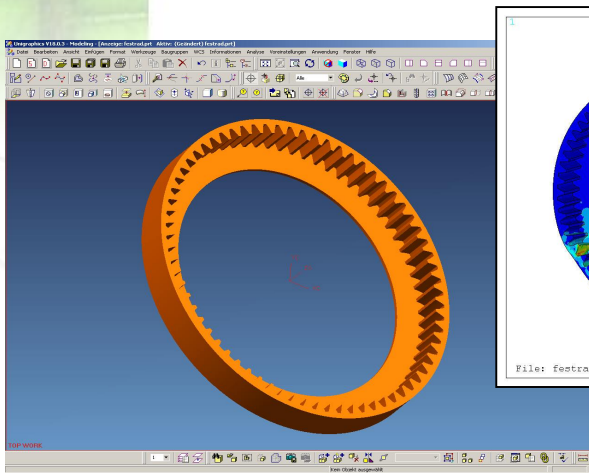 Unigraphics V18.0.3 - Modeling - [Anzeige: festrad.prt Aktiv: (Geändert) festrad.prt]
Datei Bearbeiten Ansicht Einfügen Format Werkzeuge Baugruppen WCS Informationen Analyse Voreinstellungen Anwendung Fenster Hilfe
1
Alle
File: festra
TOP WORK
1
Kein Objekt ausgewählt